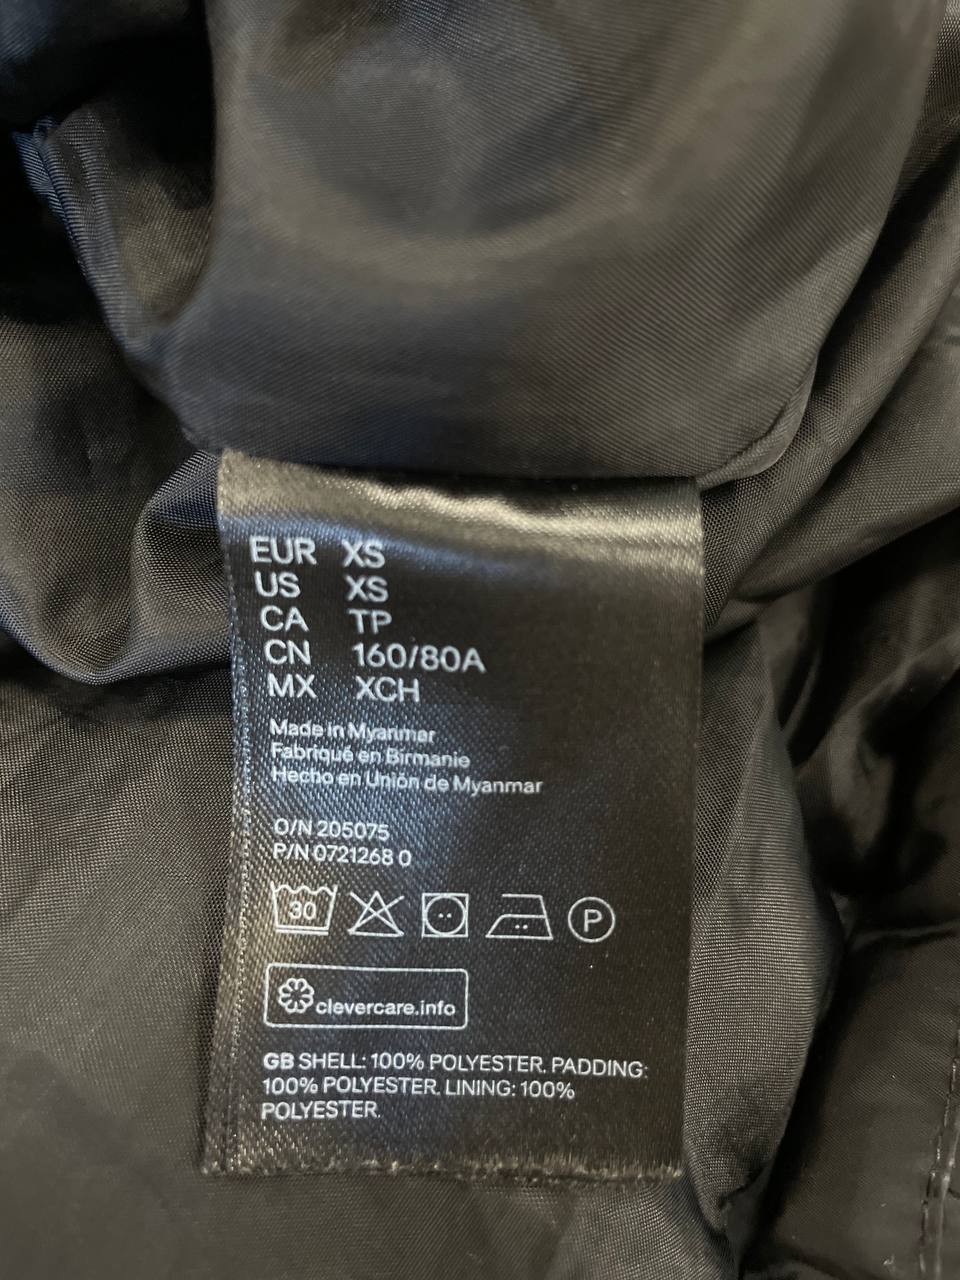 EUR XS
US XS
CA TP
CN 160/80A
MX XCH
Made in Myanmar
Fabriqué en Birmanie
Hecho en Unión de Myanmar
O/N 205075
P/N 0721268 0
30 P
clevercare.info
GB SHELL: 100% POLYESTER. PADDING:
100% POLYESTER. LINING: 100%
POLYESTER.